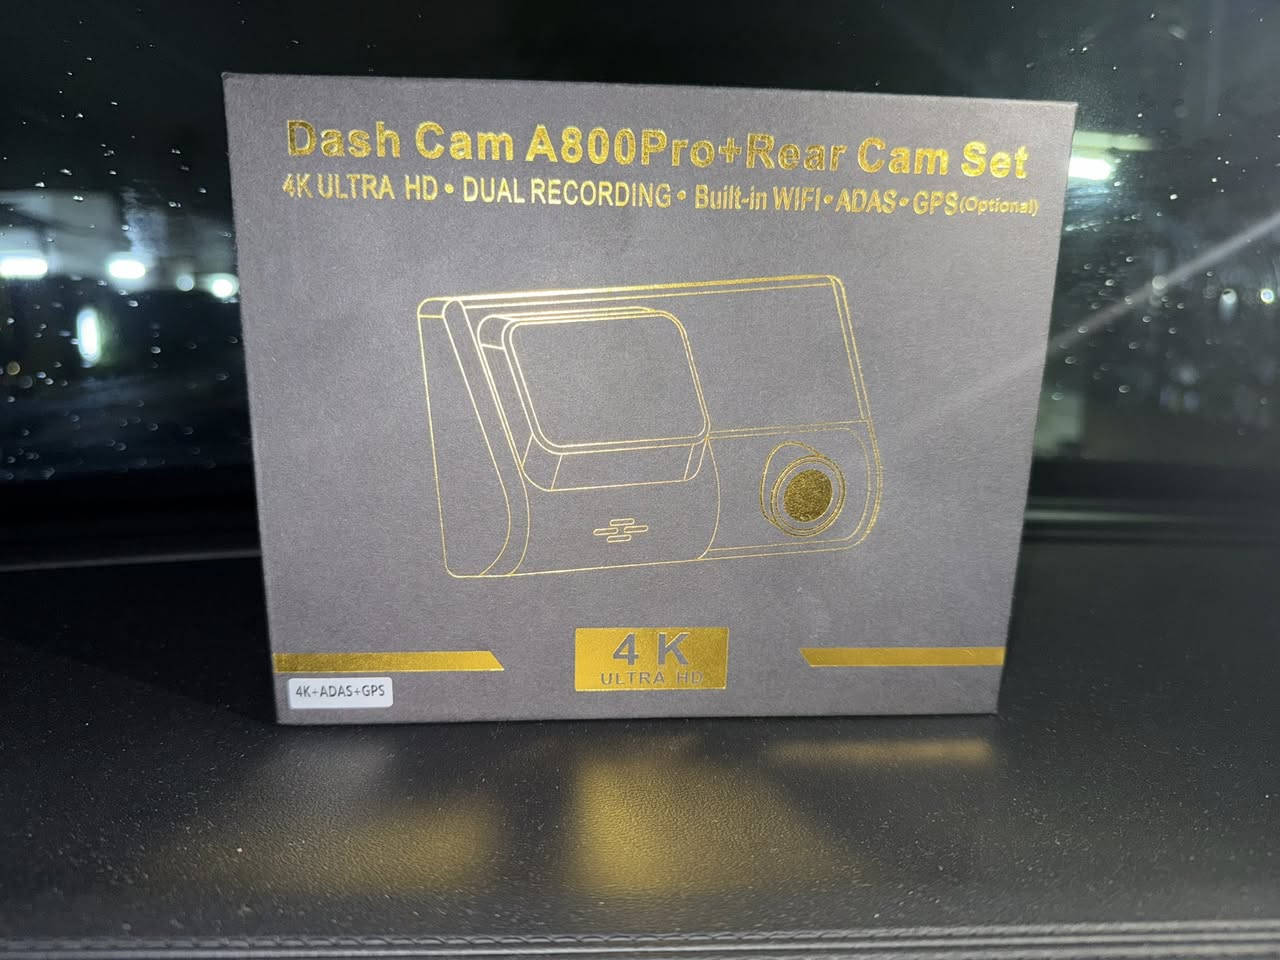 Dash Cam A800Pro+Rear Cam Set
4K ULTRA HD • DUAL RECORDING • Built-in WIFI • ADAS • GPS(Optional)
4 K
ULTRA HD
4K+ADAS+GPS